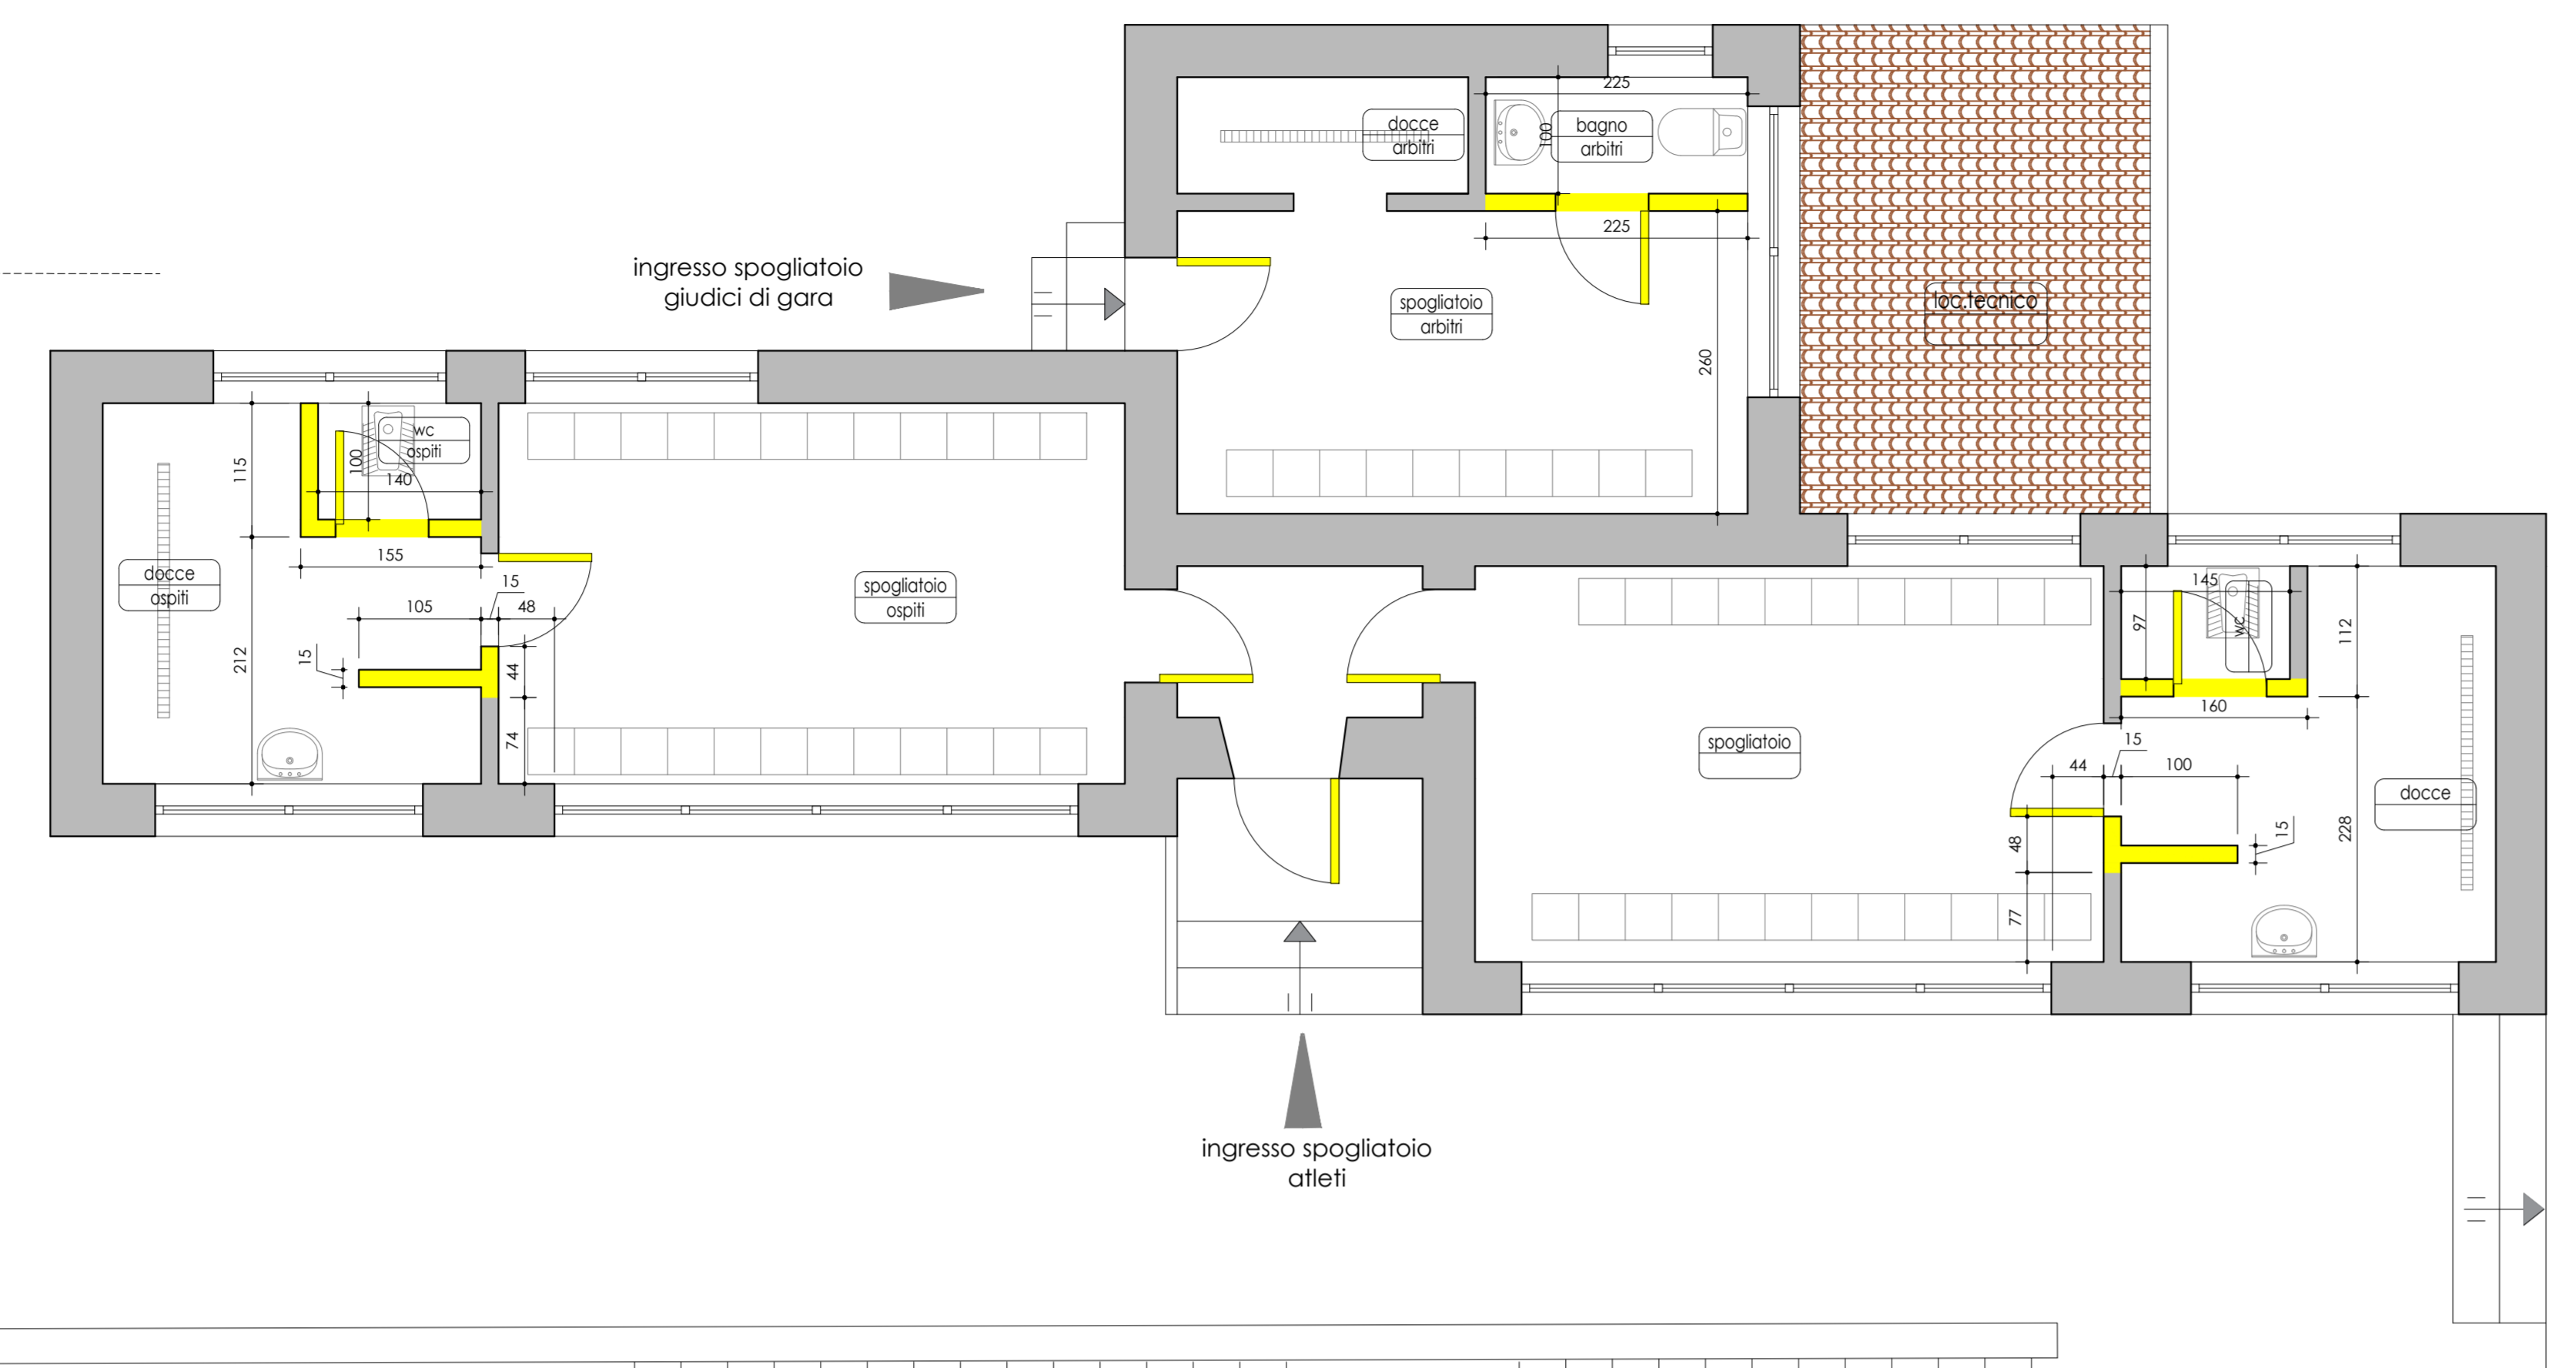 225
docce
arbitri
100
bagno
arbitri
225
ingresso spogliatoio
giudici di gara
spogliatoio
arbitri
loc.tecnico
260
wc
ospiti
100
140
115
155
docce
ospiti
15
105
48
spogliatoio
ospiti
212
15
44
74
145
97
wc
112
160
spogliatoio
15
44
100
docce
48
15
228
77
ingresso spogliatoio
atleti